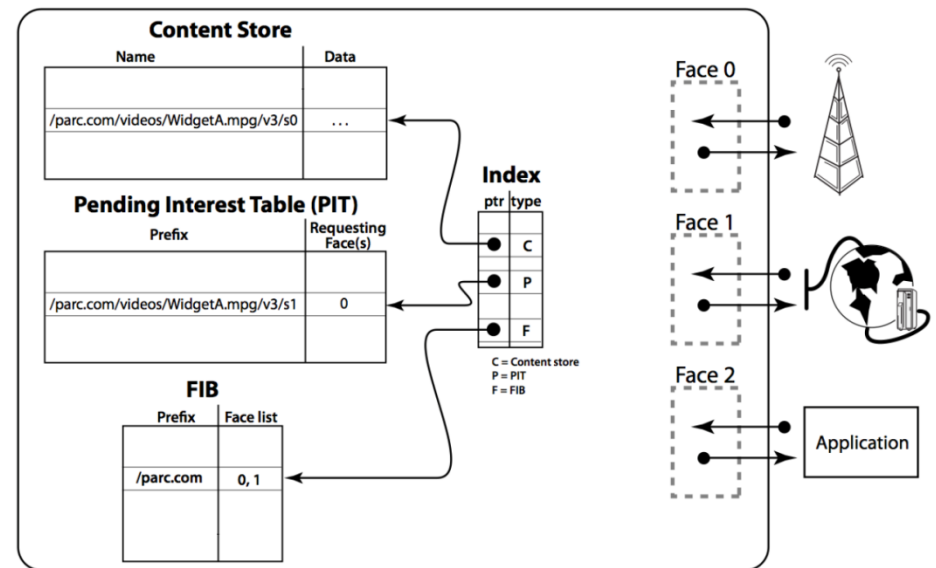 Content Store
Name Data
/parc.com/videos/WidgetA.mpg/v3/s0 ...
Pending Interest Table (PIT)
Prefix Requesting
Face(s)
/parc.com/videos/WidgetA.mpg/v3/s1 0
FIB
Prefix Face list
/parc.com 0, 1
Index
ptr type
C
P
F
C = Content store
P = PIT
F = FIB
Face 0
Face 1
Face 2
Application